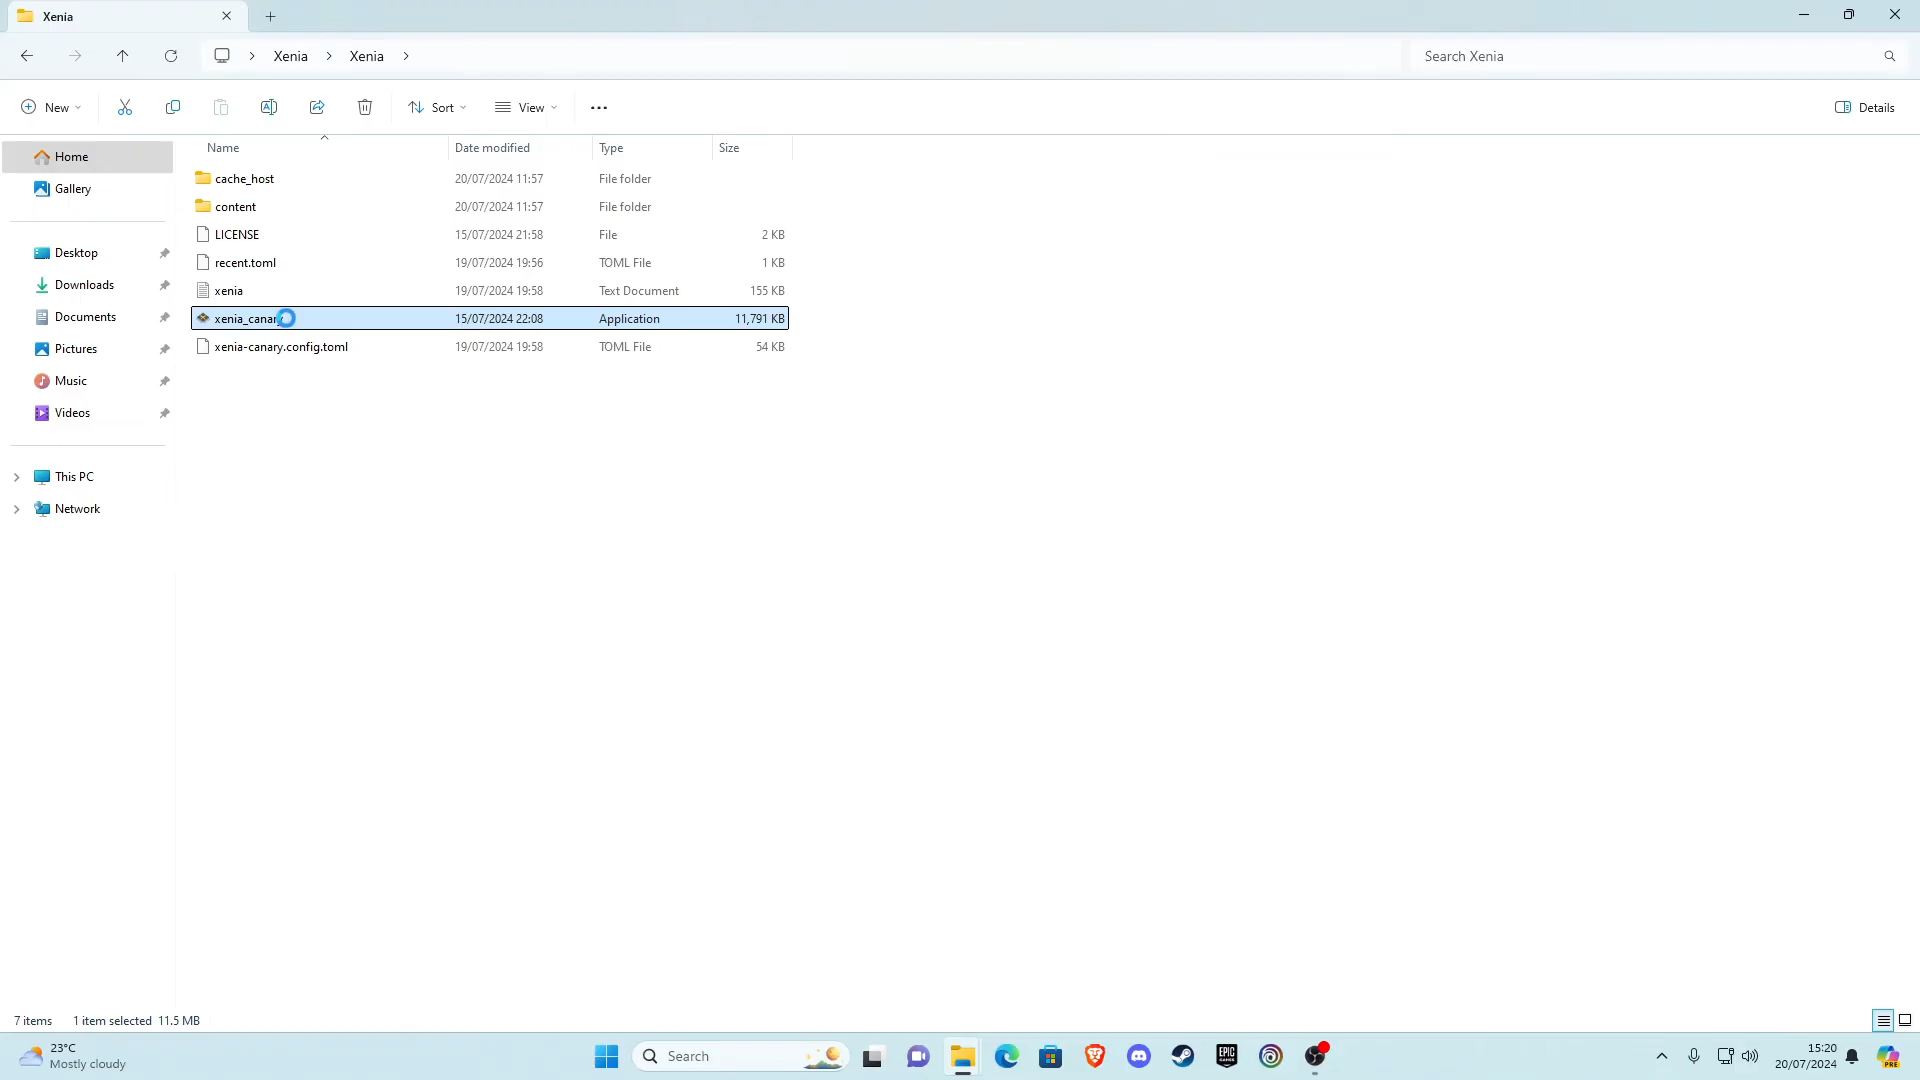 Xenia
Xenia
Xenia
Search Xenia
New
Sort
View
Details
Home
Gallery
Desktop
Downloads
Documents
Pictures
Music
Videos
This PC
Network
Name Date modified Type Size
cache_host 20/07/2024 11:57 File folder
content 20/07/2024 11:57 File folder
LICENSE 15/07/2024 21:58 File 2 KB
recent.toml 19/07/2024 19:56 TOML File 1 KB
xenia 19/07/2024 19:58 Text Document 155 KB
xenia_canary 15/07/2024 22:08 Application 11,791 KB
xenia-canary.config.toml 19/07/2024 19:58 TOML File 54 KB
7 items 1 item selected 11.5 MB
23°C
Mostly cloudy
Search
EPIC
GAMES
15:20
20/07/2024
PRE